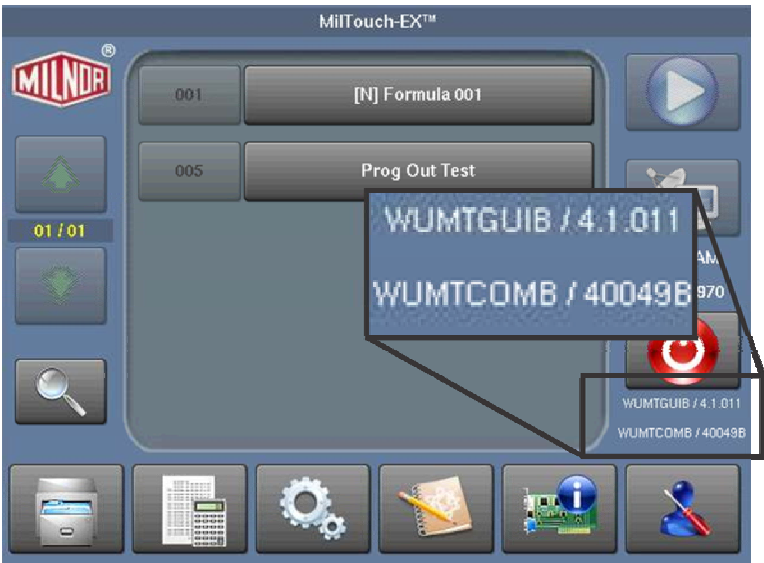 MilTouch-EX™
MILNOR®
001
[N] Formula 001
005
Prog Out Test
01 / 01
WUMTGUIB / 4.1.011
WUMTCOMB / 40049B
AM
970
WUMTGUIB / 4.1.011
WUMTCOMB / 40049B